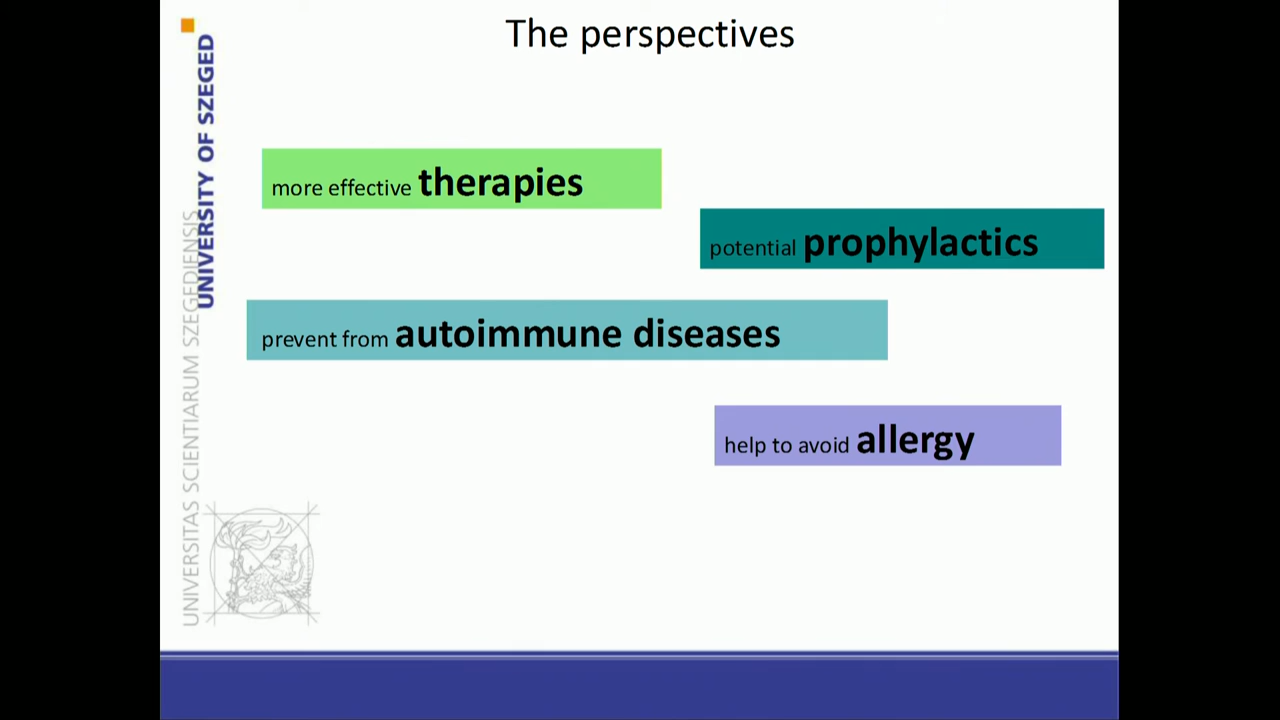 The perspectives
UNIVERSITY OF SZEGED
UNIVERSITAS SCIENTIARUM SZEGEDIENSIS
more effective therapies
potential prophylactics
prevent from autoimmune diseases
help to avoid allergy